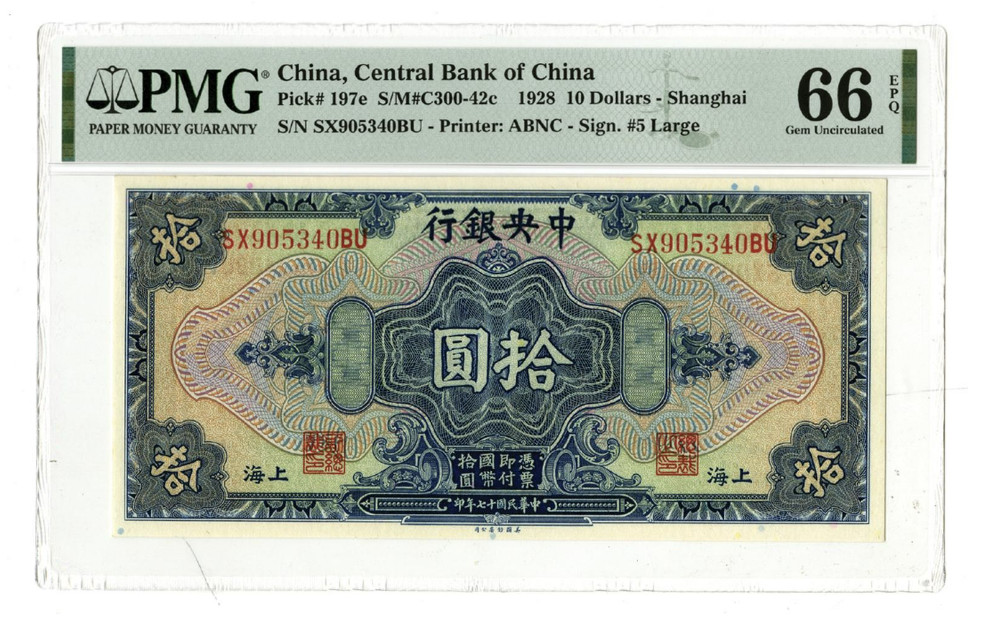 PMG®
PAPER MONEY GUARANTY
China, Central Bank of China
Pick# 197e S/M#C300-42c 1928 10 Dollars - Shanghai
S/N SX905340BU - Printer: ABNC - Sign. #5 Large
66 EPQ
Gem Uncirculated
行銀央中
拾
拾
SX905340BU
SX905340BU
圓拾
上海
海上
拾國即憑
圓幣付票
拾
拾
印年七十國民華中